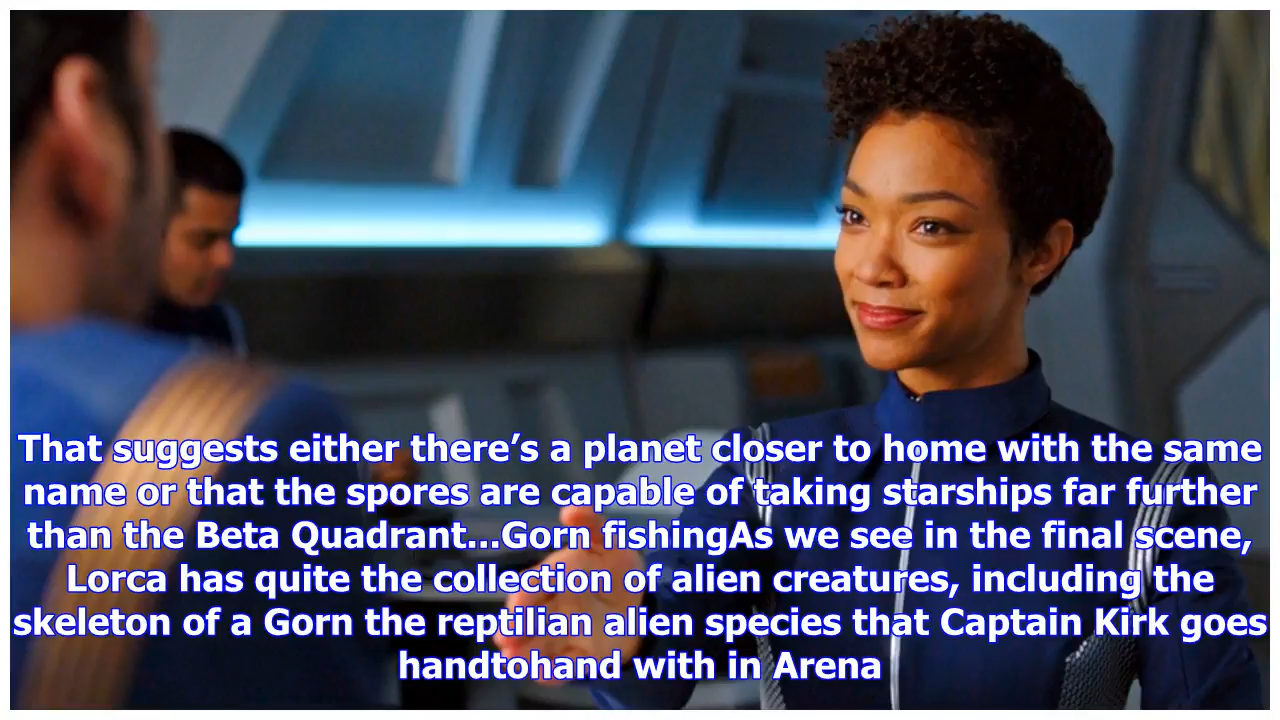 That suggests either there’s a planet closer to home with the same
name or that the spores are capable of taking starships far further
than the Beta Quadrant...Gorn fishingAs we see in the final scene,
Lorca has quite the collection of alien creatures, including the
skeleton of a Gorn the reptilian alien species that Captain Kirk goes
handtohand with in Arena